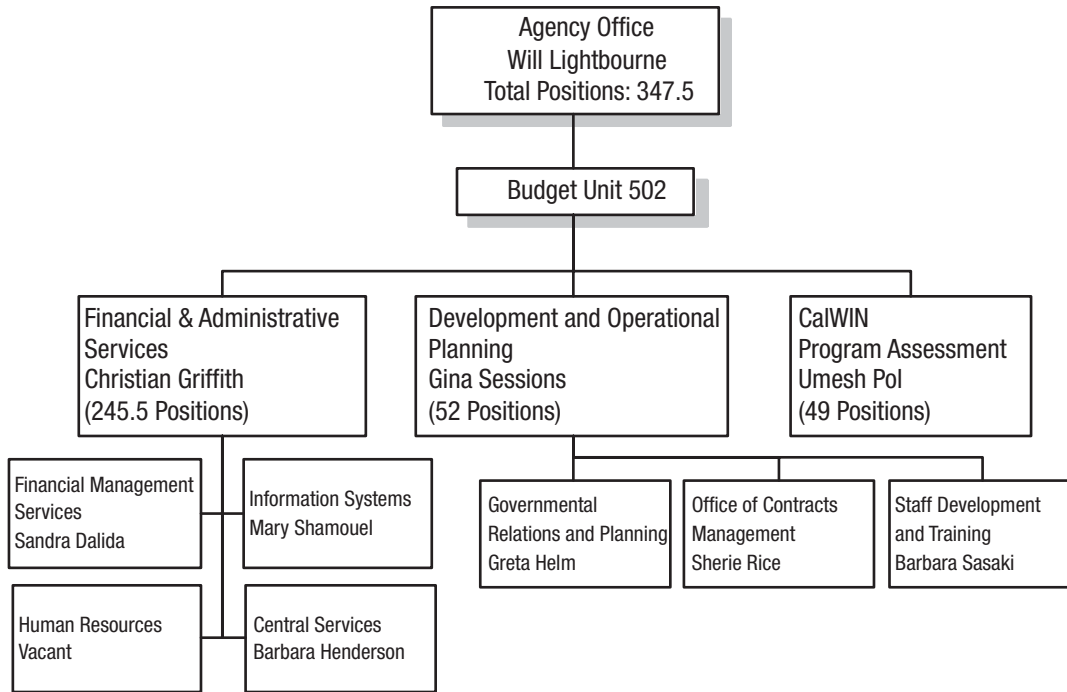 Agency Office
Will Lightbourne
Total Positions: 347.5
Budget Unit 502
Financial & Administrative
Services
Christian Griffith
(245.5 Positions)
Development and Operational
Planning
Gina Sessions
(52 Positions)
CalWIN
Program Assessment
Umesh Pol
(49 Positions)
Financial Management
Services
Sandra Dalida
Information Systems
Mary Shamouel
Human Resources
Vacant
Central Services
Barbara Henderson
Governmental
Relations and Planning
Greta Helm
Office of Contracts
Management
Sherie Rice
Staff Development
and Training
Barbara Sasaki